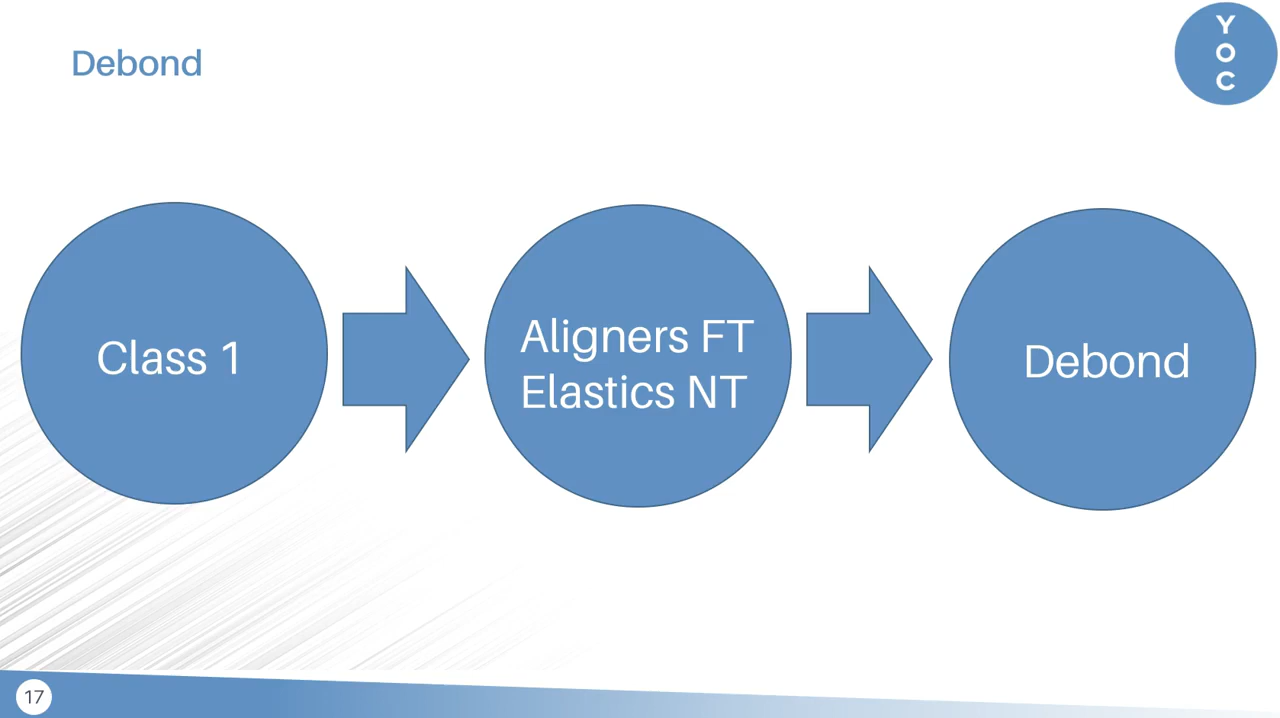 Debond
Y
O
C
Class 1
Aligners FT
Elastics NT
Debond
17